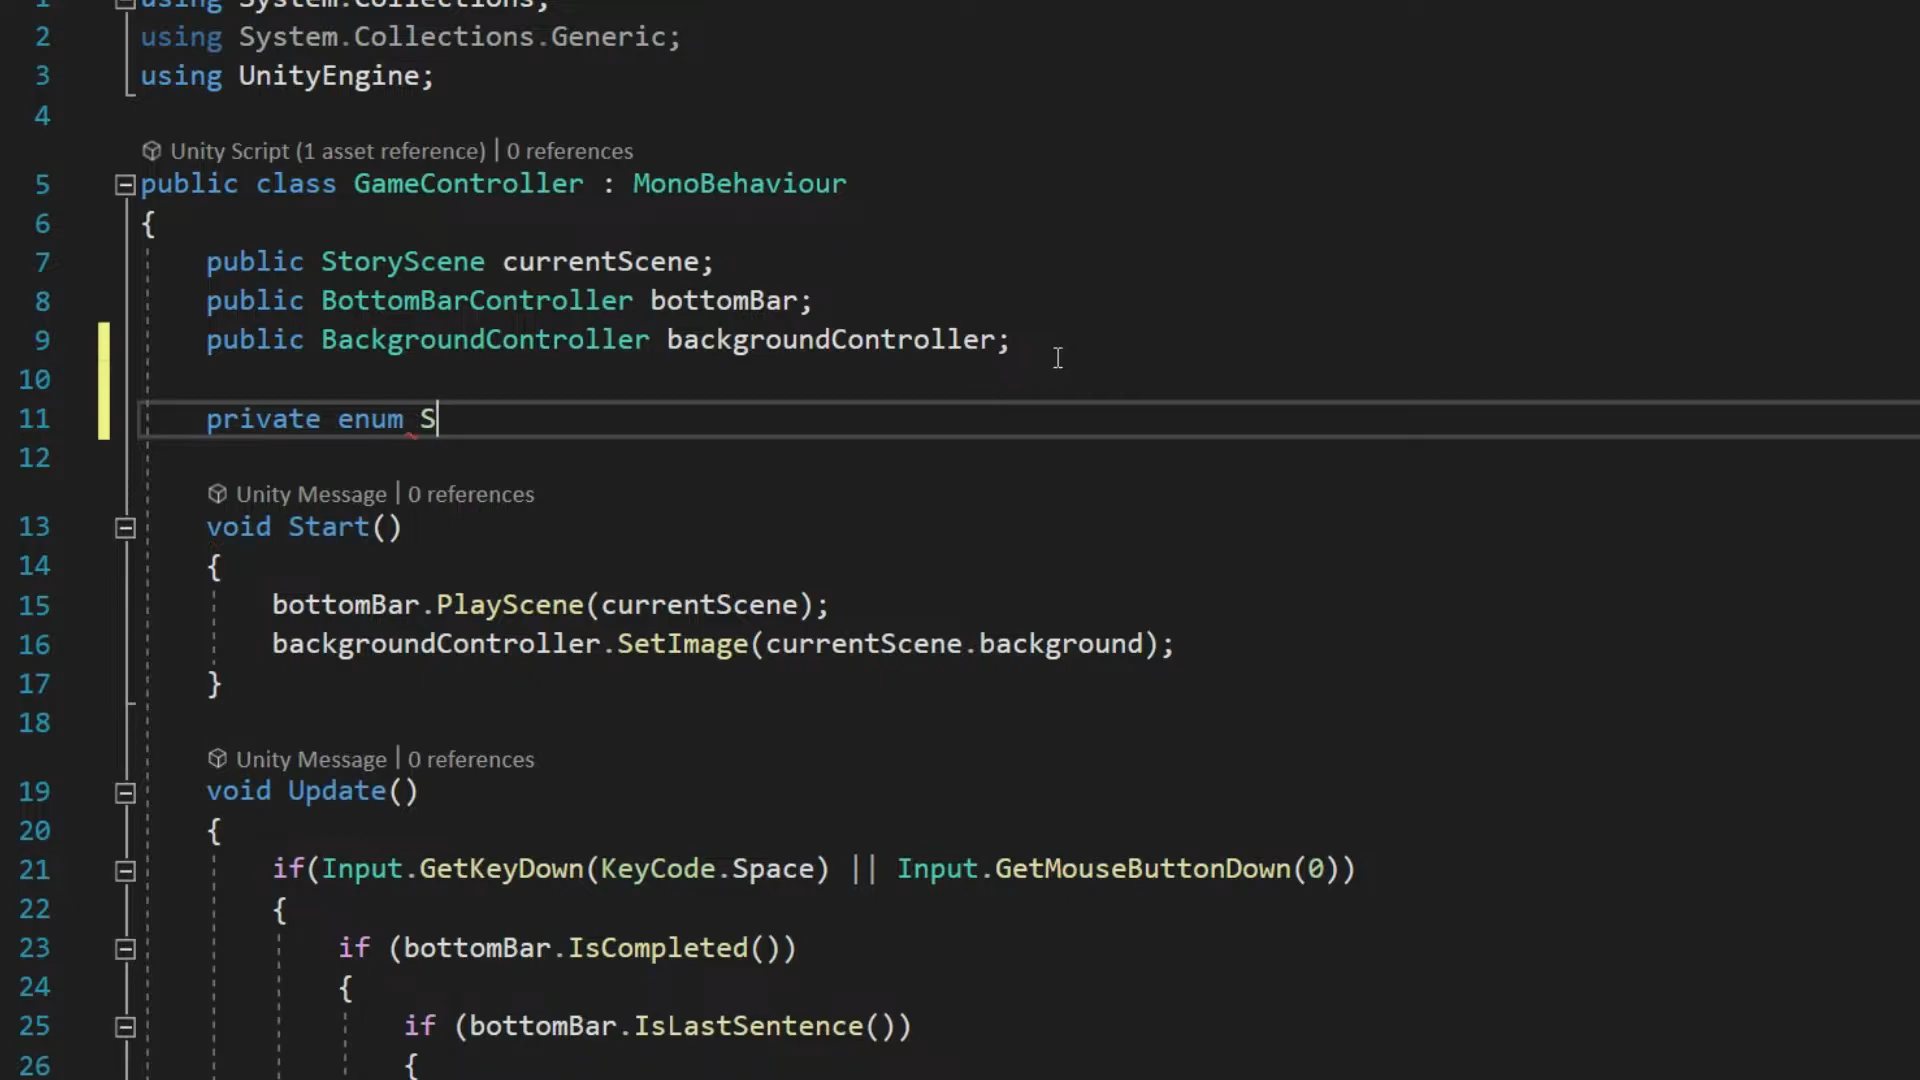 1 using System.Collections;
2 using System.Collections.Generic;
3 using UnityEngine;
4
Unity Script (1 asset reference) | 0 references
5 public class GameController : MonoBehaviour
6 {
7 public StoryScene currentScene;
8 public BottomBarController bottomBar;
9 public BackgroundController backgroundController;
10
11 private enum S
12
Unity Message | 0 references
13 void Start()
14 {
15 bottomBar.PlayScene(currentScene);
16 backgroundController.SetImage(currentScene.background);
17 }
18
Unity Message | 0 references
19 void Update()
20 {
21 if(Input.GetKeyDown(KeyCode.Space) || Input.GetMouseButtonDown(0))
22 {
23 if (bottomBar.IsCompleted())
24 {
25 if (bottomBar.IsLastSentence())
26 {